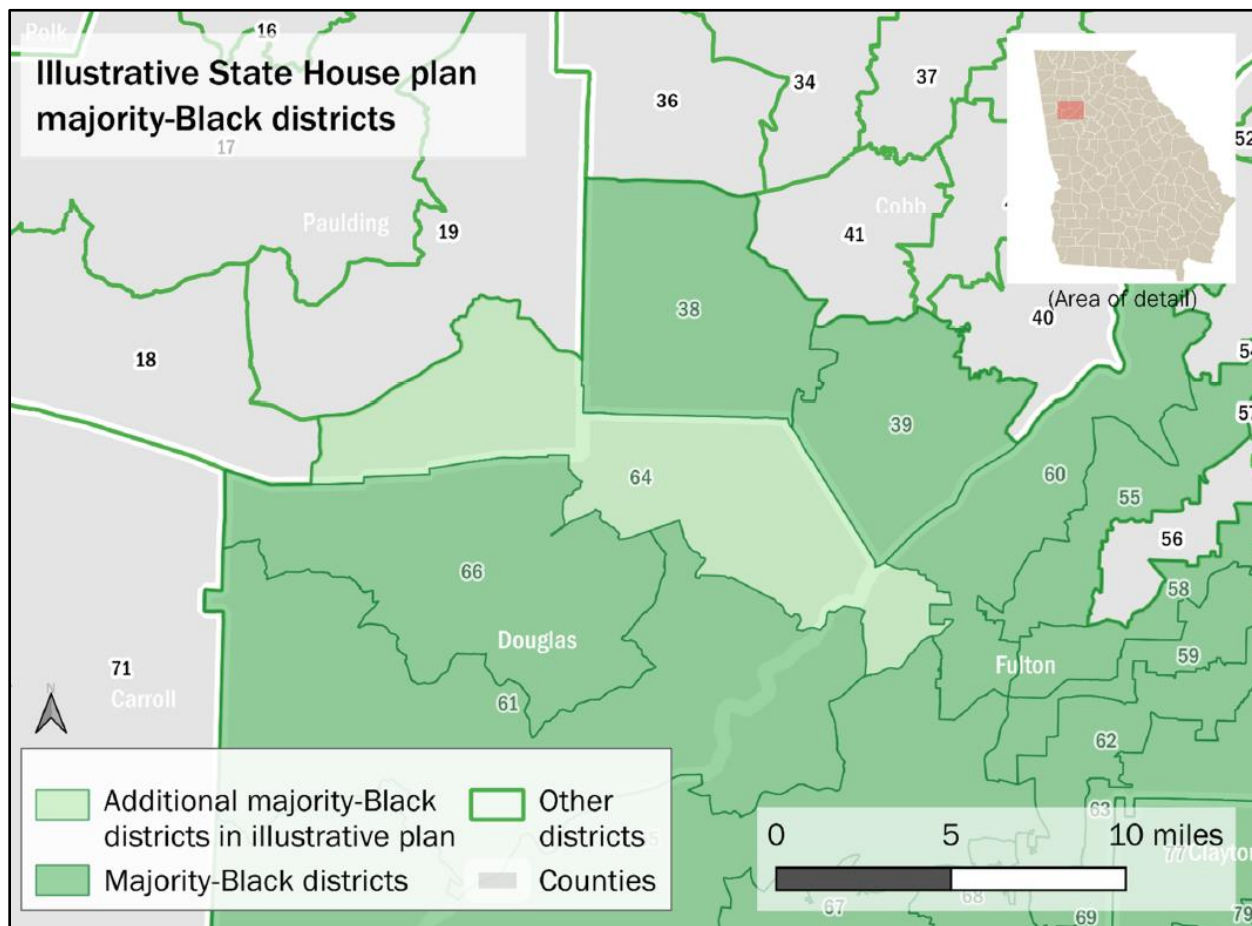 Polk
16
Illustrative State House plan
majority-Black districts
17
36
34
37
52
Paulding
19
41
Cobb
(Area of detail)
18
38
40
54
57
39
64
60
55
56
66
58
Douglas
Fulton
59
71
Carroll
61
N
62
63
77
Clayton
67
68
69
79
Additional majority-Black
districts in illustrative plan
Majority-Black districts
Other
districts
Counties
0 5 10 miles